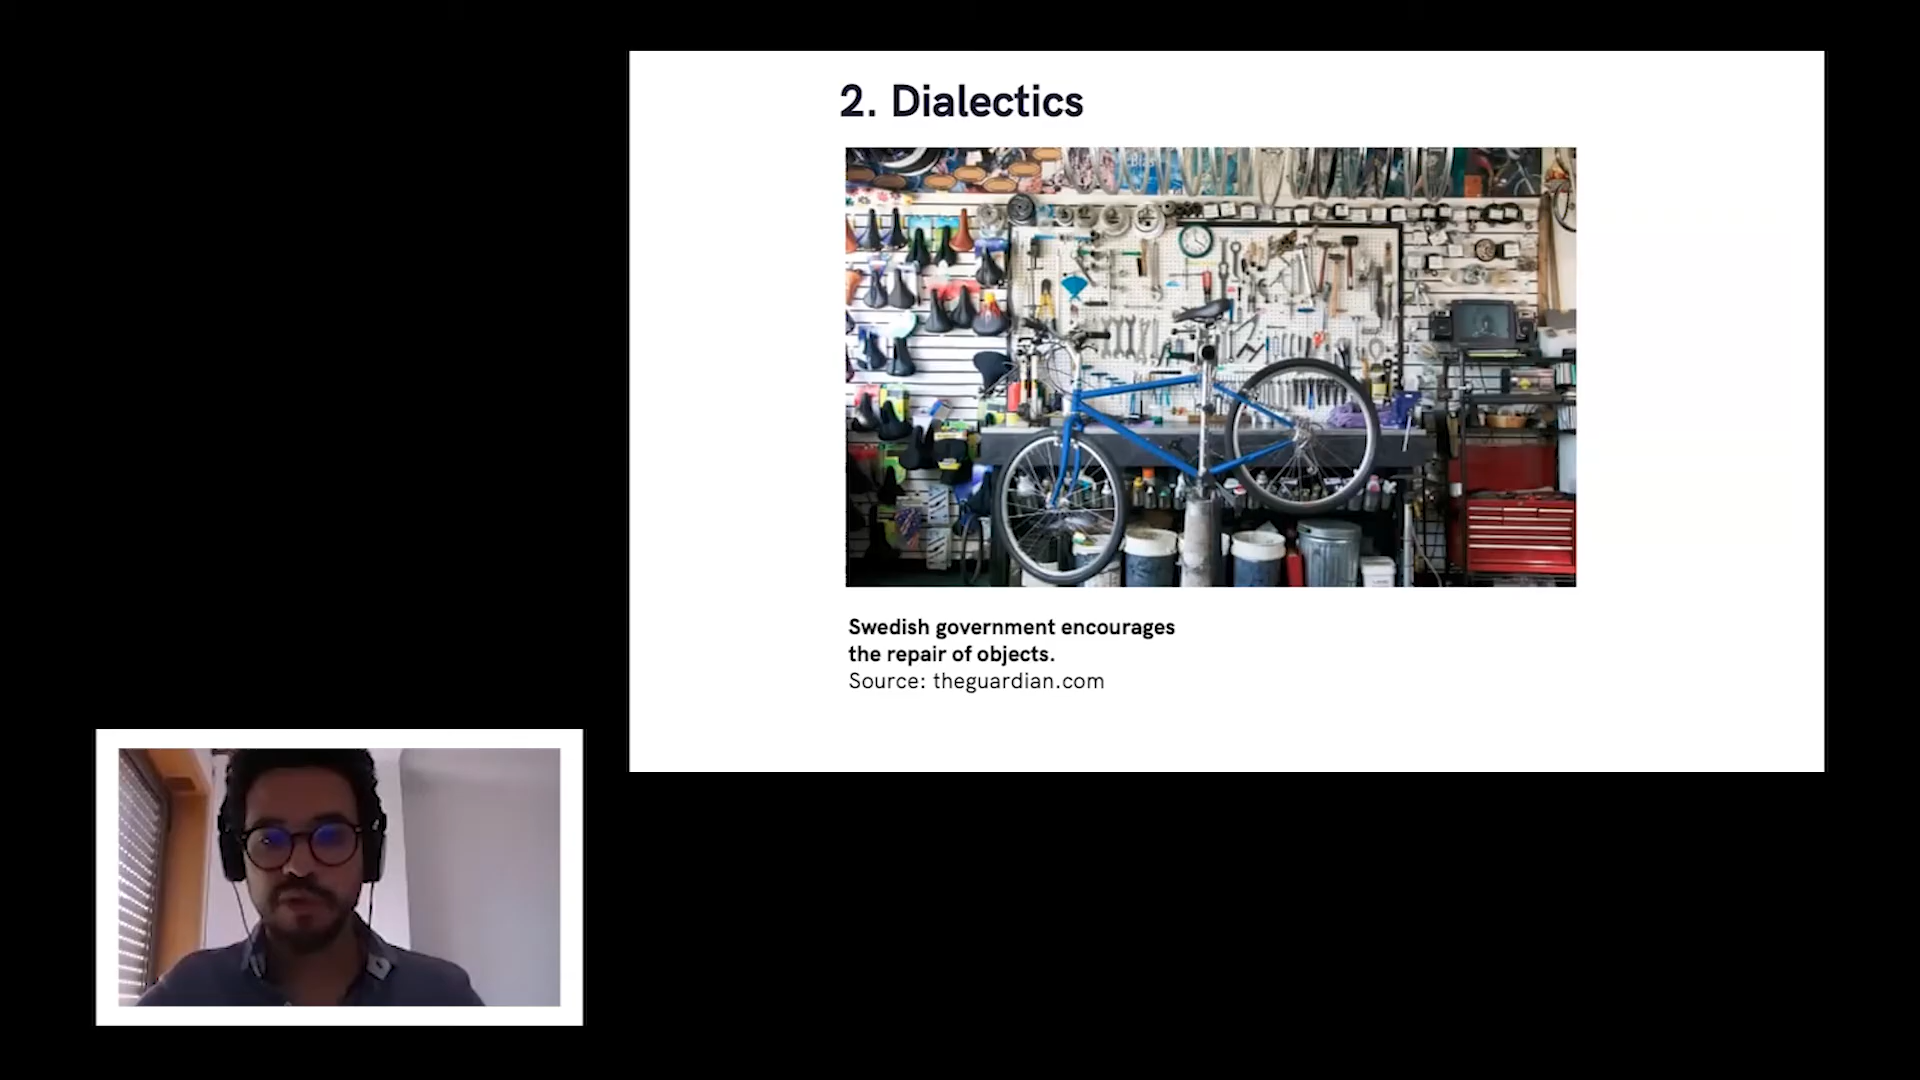 2. Dialectics
Swedish government encourages
the repair of objects.
Source: theguardian.com